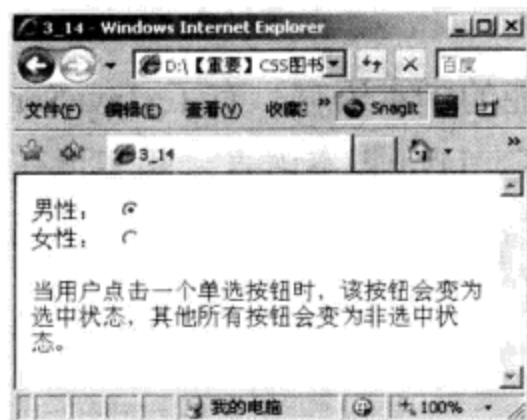 3_14 - Windows Internet Explorer
D:\【重要】CSS图书
百度
文件(F) 编辑(E) 查看(V) 收藏 » Snagit
3_14 »
男性：
女性：
当用户点击一个单选按钮时，该按钮会变为
选中状态，其他所有按钮会变为非选中状
态。
我的电脑 100%